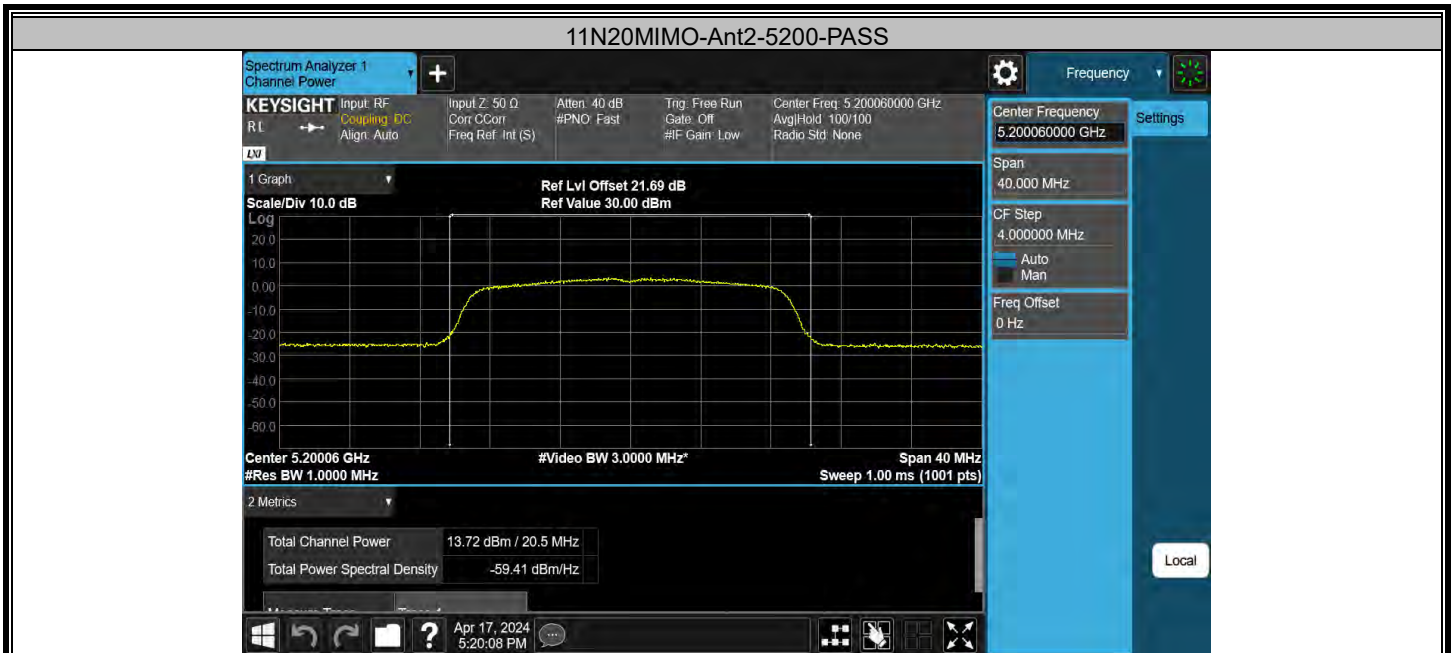 11N20MIMO-Ant2-5200-PASS
Spectrum Analyzer 1
Channel Power
+
Frequency
KEYSIGHT
RL
LXI
Input: RF
Coupling: DC
Align: Auto
Input Z: 50 Ω
Corr CCorr
Freq Ref: Int (S)
Atten: 40 dB
#PNO: Fast
Trig: Free Run
Gate: Off
#IF Gain: Low
Center Freq: 5.200060000 GHz
Avg|Hold: 100/100
Radio Std: None
Center Frequency
5.200060000 GHz
Settings
Span
40.000 MHz
CF Step
4.000000 MHz
Auto
Man
Freq Offset
0 Hz
1 Graph
Scale/Div 10.0 dB
Ref Lvl Offset 21.69 dB
Ref Value 30.00 dBm
Log
20.0
10.0
0.00
-10.0
-20.0
-30.0
-40.0
-50.0
-60.0
Center 5.20006 GHz
#Video BW 3.0000 MHz*
Span 40 MHz
#Res BW 1.0000 MHz
Sweep 1.00 ms (1001 pts)
2 Metrics
Total Channel Power 13.72 dBm / 20.5 MHz
Total Power Spectral Density -59.41 dBm/Hz
Local
?
Apr 17, 2024
5:20:08 PM